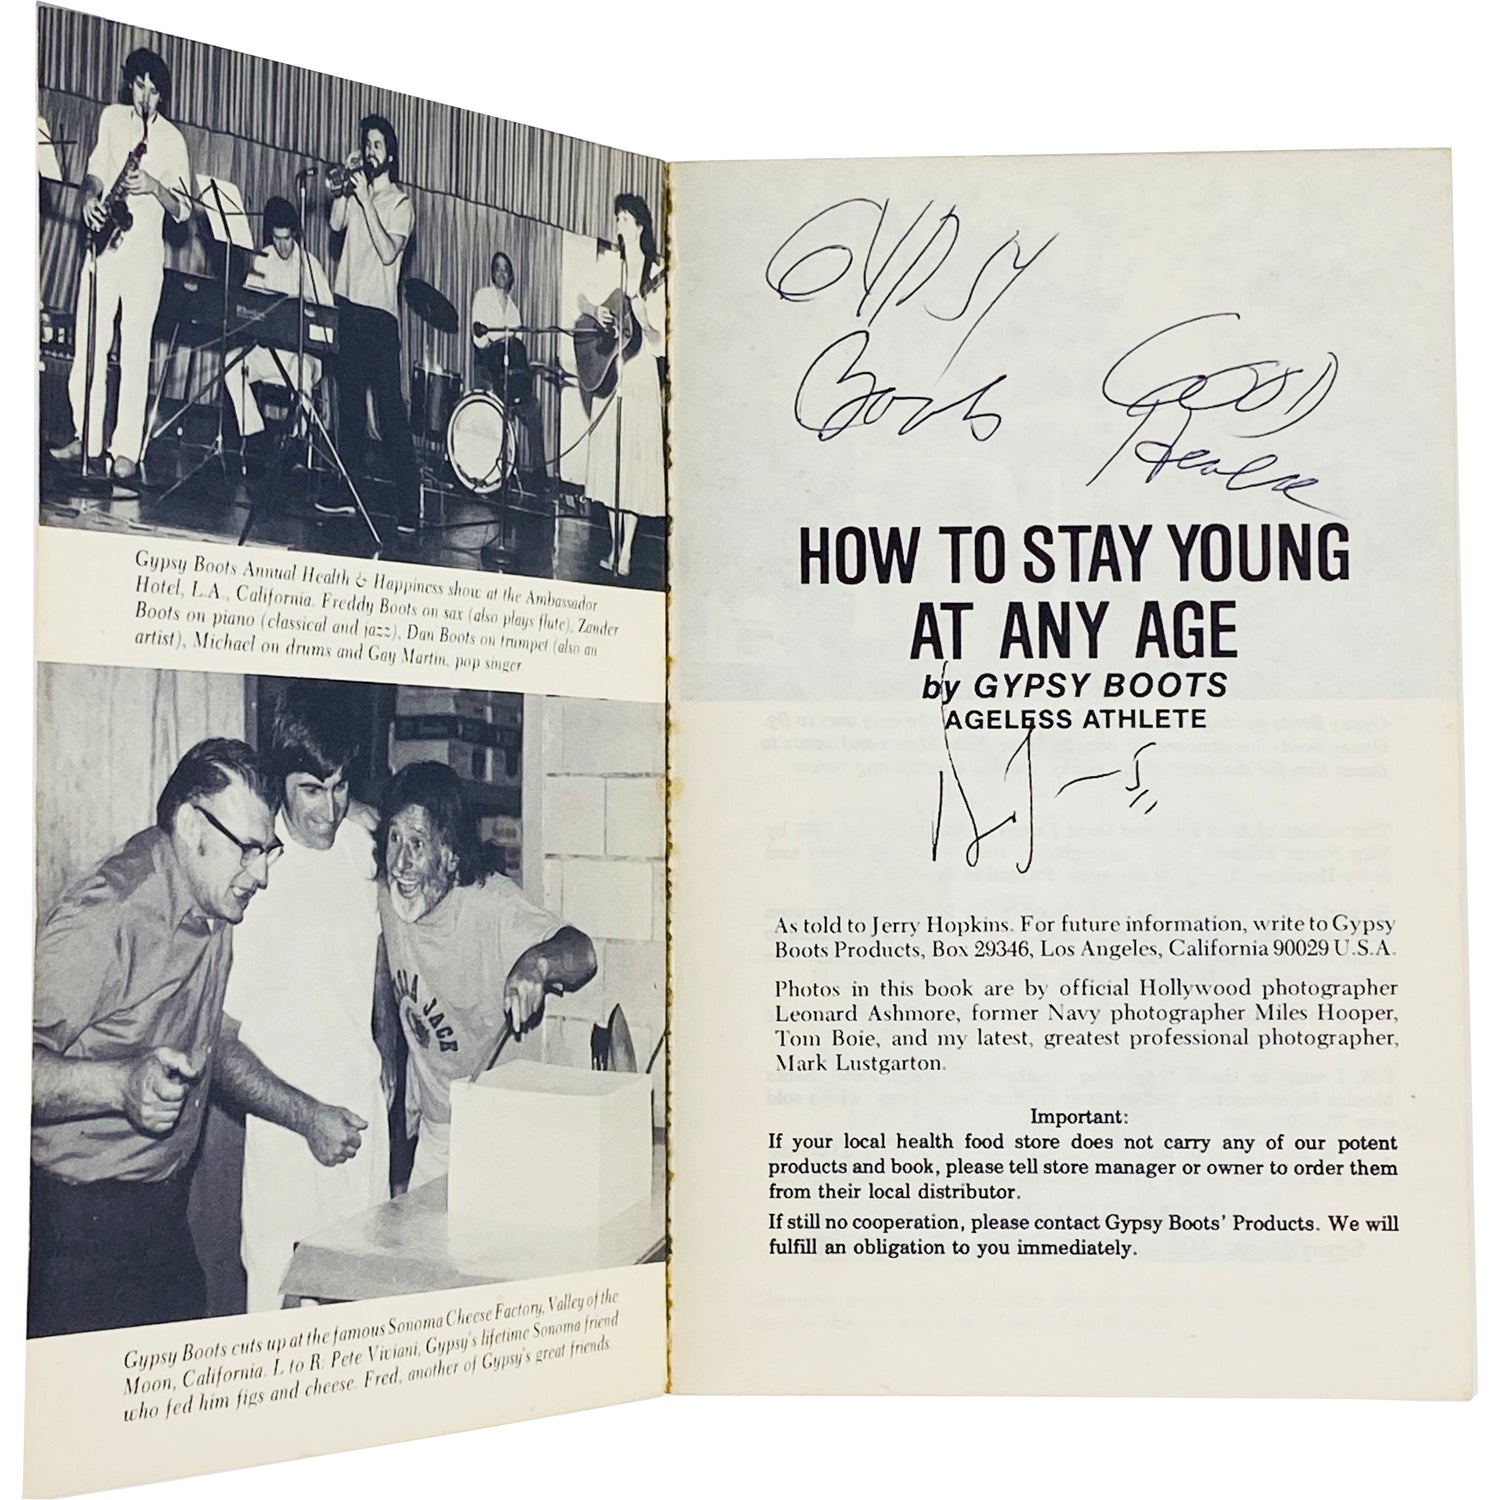 Gypsy Boots Annual Health & Happiness show at the Ambassador
Hotel, L.A., California. Freddy Boots on sax (also plays flute), Zander
Boots on piano (classical and jazz), Dan Boots on trumpet (also an
artist), Michael on drums and Gay Martin, pop singer.
LA JACK
Gypsy Boots cuts up at the famous Sonoma Cheese Factory, Valley of the
Moon, California. L to R: Pete Viviani, Gypsy's lifetime Sonoma friend
who fed him figs and cheese. Fred, another of Gypsy's great friends.
GYPSY
Boots
GOOD
HOW TO STAY YOUNG
AT ANY AGE
by GYPSY BOOTS
AGELESS ATHLETE
As told to Jerry Hopkins. For future information, write to Gypsy
Boots Products, Box 29346, Los Angeles, California 90029 U.S.A.
Photos in this book are by official Hollywood photographer
Leonard Ashmore, former Navy photographer Miles Hooper,
Tom Boie, and my latest, greatest professional photographer,
Mark Lustgarton.
Important:
If your local health food store does not carry any of our potent
products and book, please tell store manager or owner to order them
from their local distributor.
If still no cooperation, please contact Gypsy Boots' Products. We will
fulfill an obligation to you immediately.